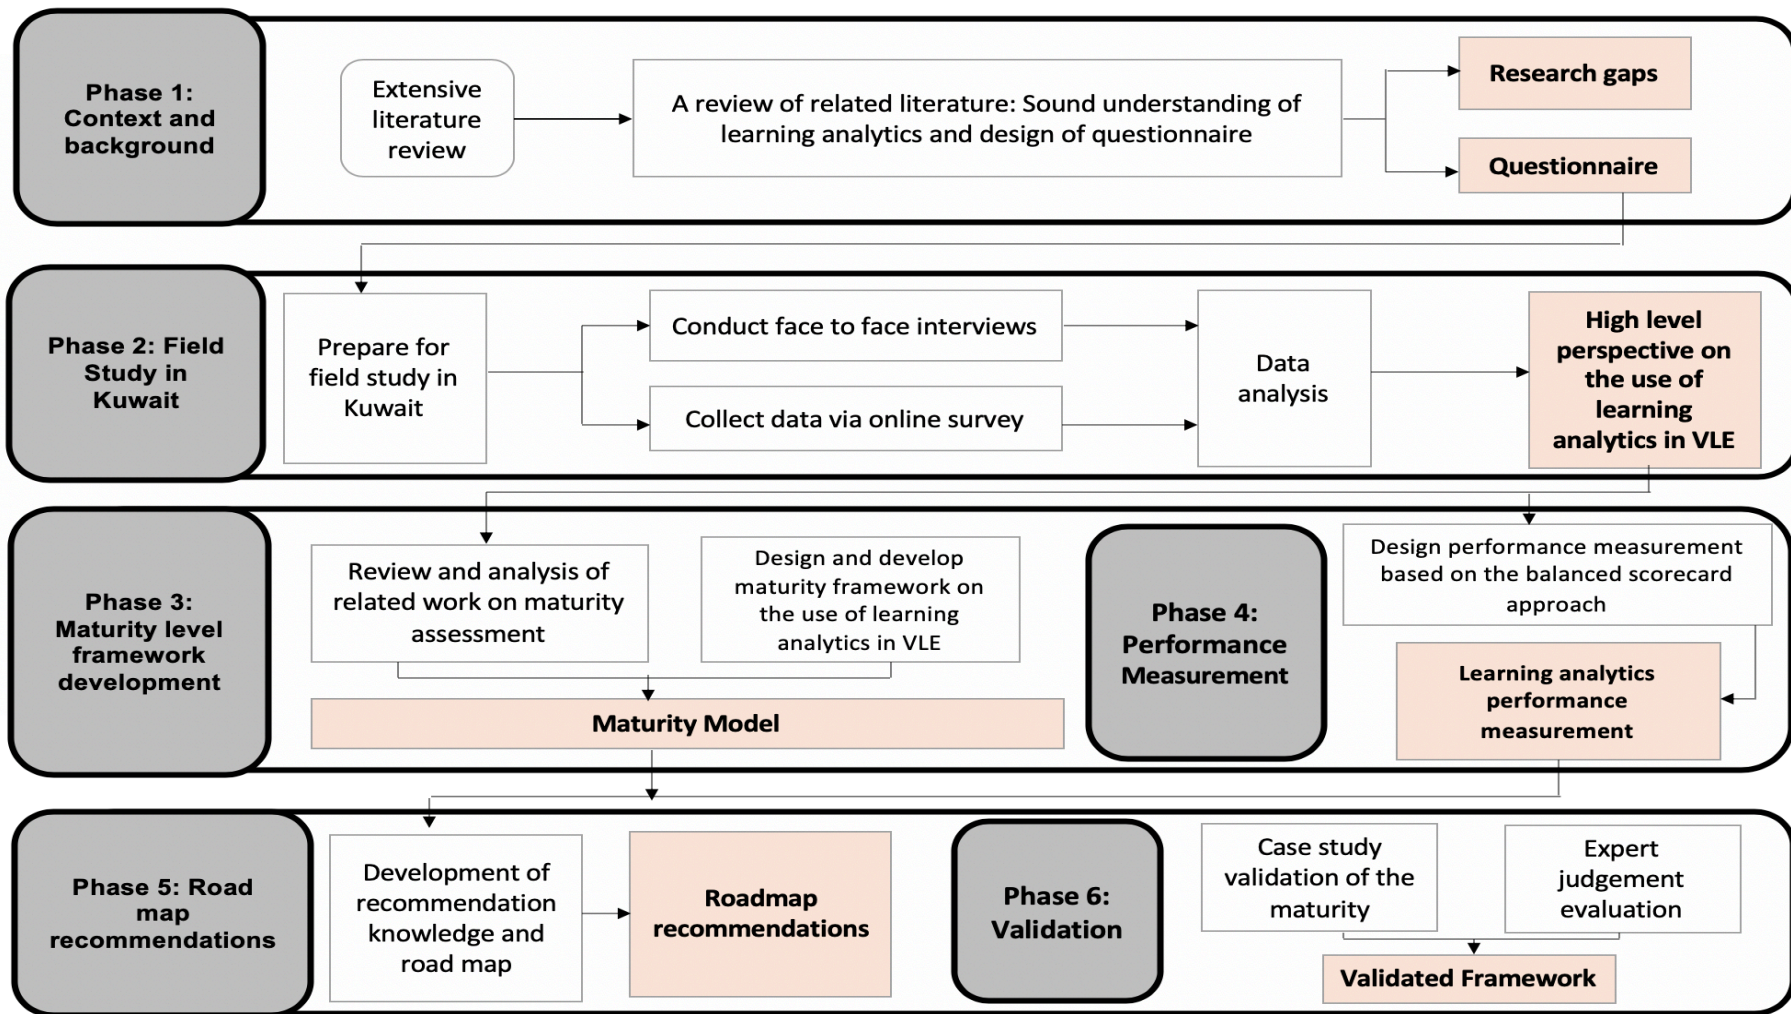 Phase 1:
Context and
background
Extensive
literature
review
A review of related literature: Sound understanding of
learning analytics and design of questionnaire
Research gaps
Questionnaire
Phase 2: Field
Study in
Kuwait
Prepare for
field study in
Kuwait
Conduct face to face interviews
Collect data via online survey
Data
analysis
High level
perspective on
the use of
learning
analytics in VLE
Phase 3:
Maturity level
framework
development
Review and analysis of
related work on maturity
assessment
Design and develop
maturity framework on
the use of learning
analytics in VLE
Maturity Model
Phase 4:
Performance
Measurement
Design performance measurement
based on the balanced scorecard
approach
Learning analytics
performance
measurement
Phase 5: Road
map
recommendations
Development of
recommendation
knowledge and
road map
Roadmap
recommendations
Phase 6:
Validation
Case study
validation of the
maturity
Expert
judgement
evaluation
Validated Framework